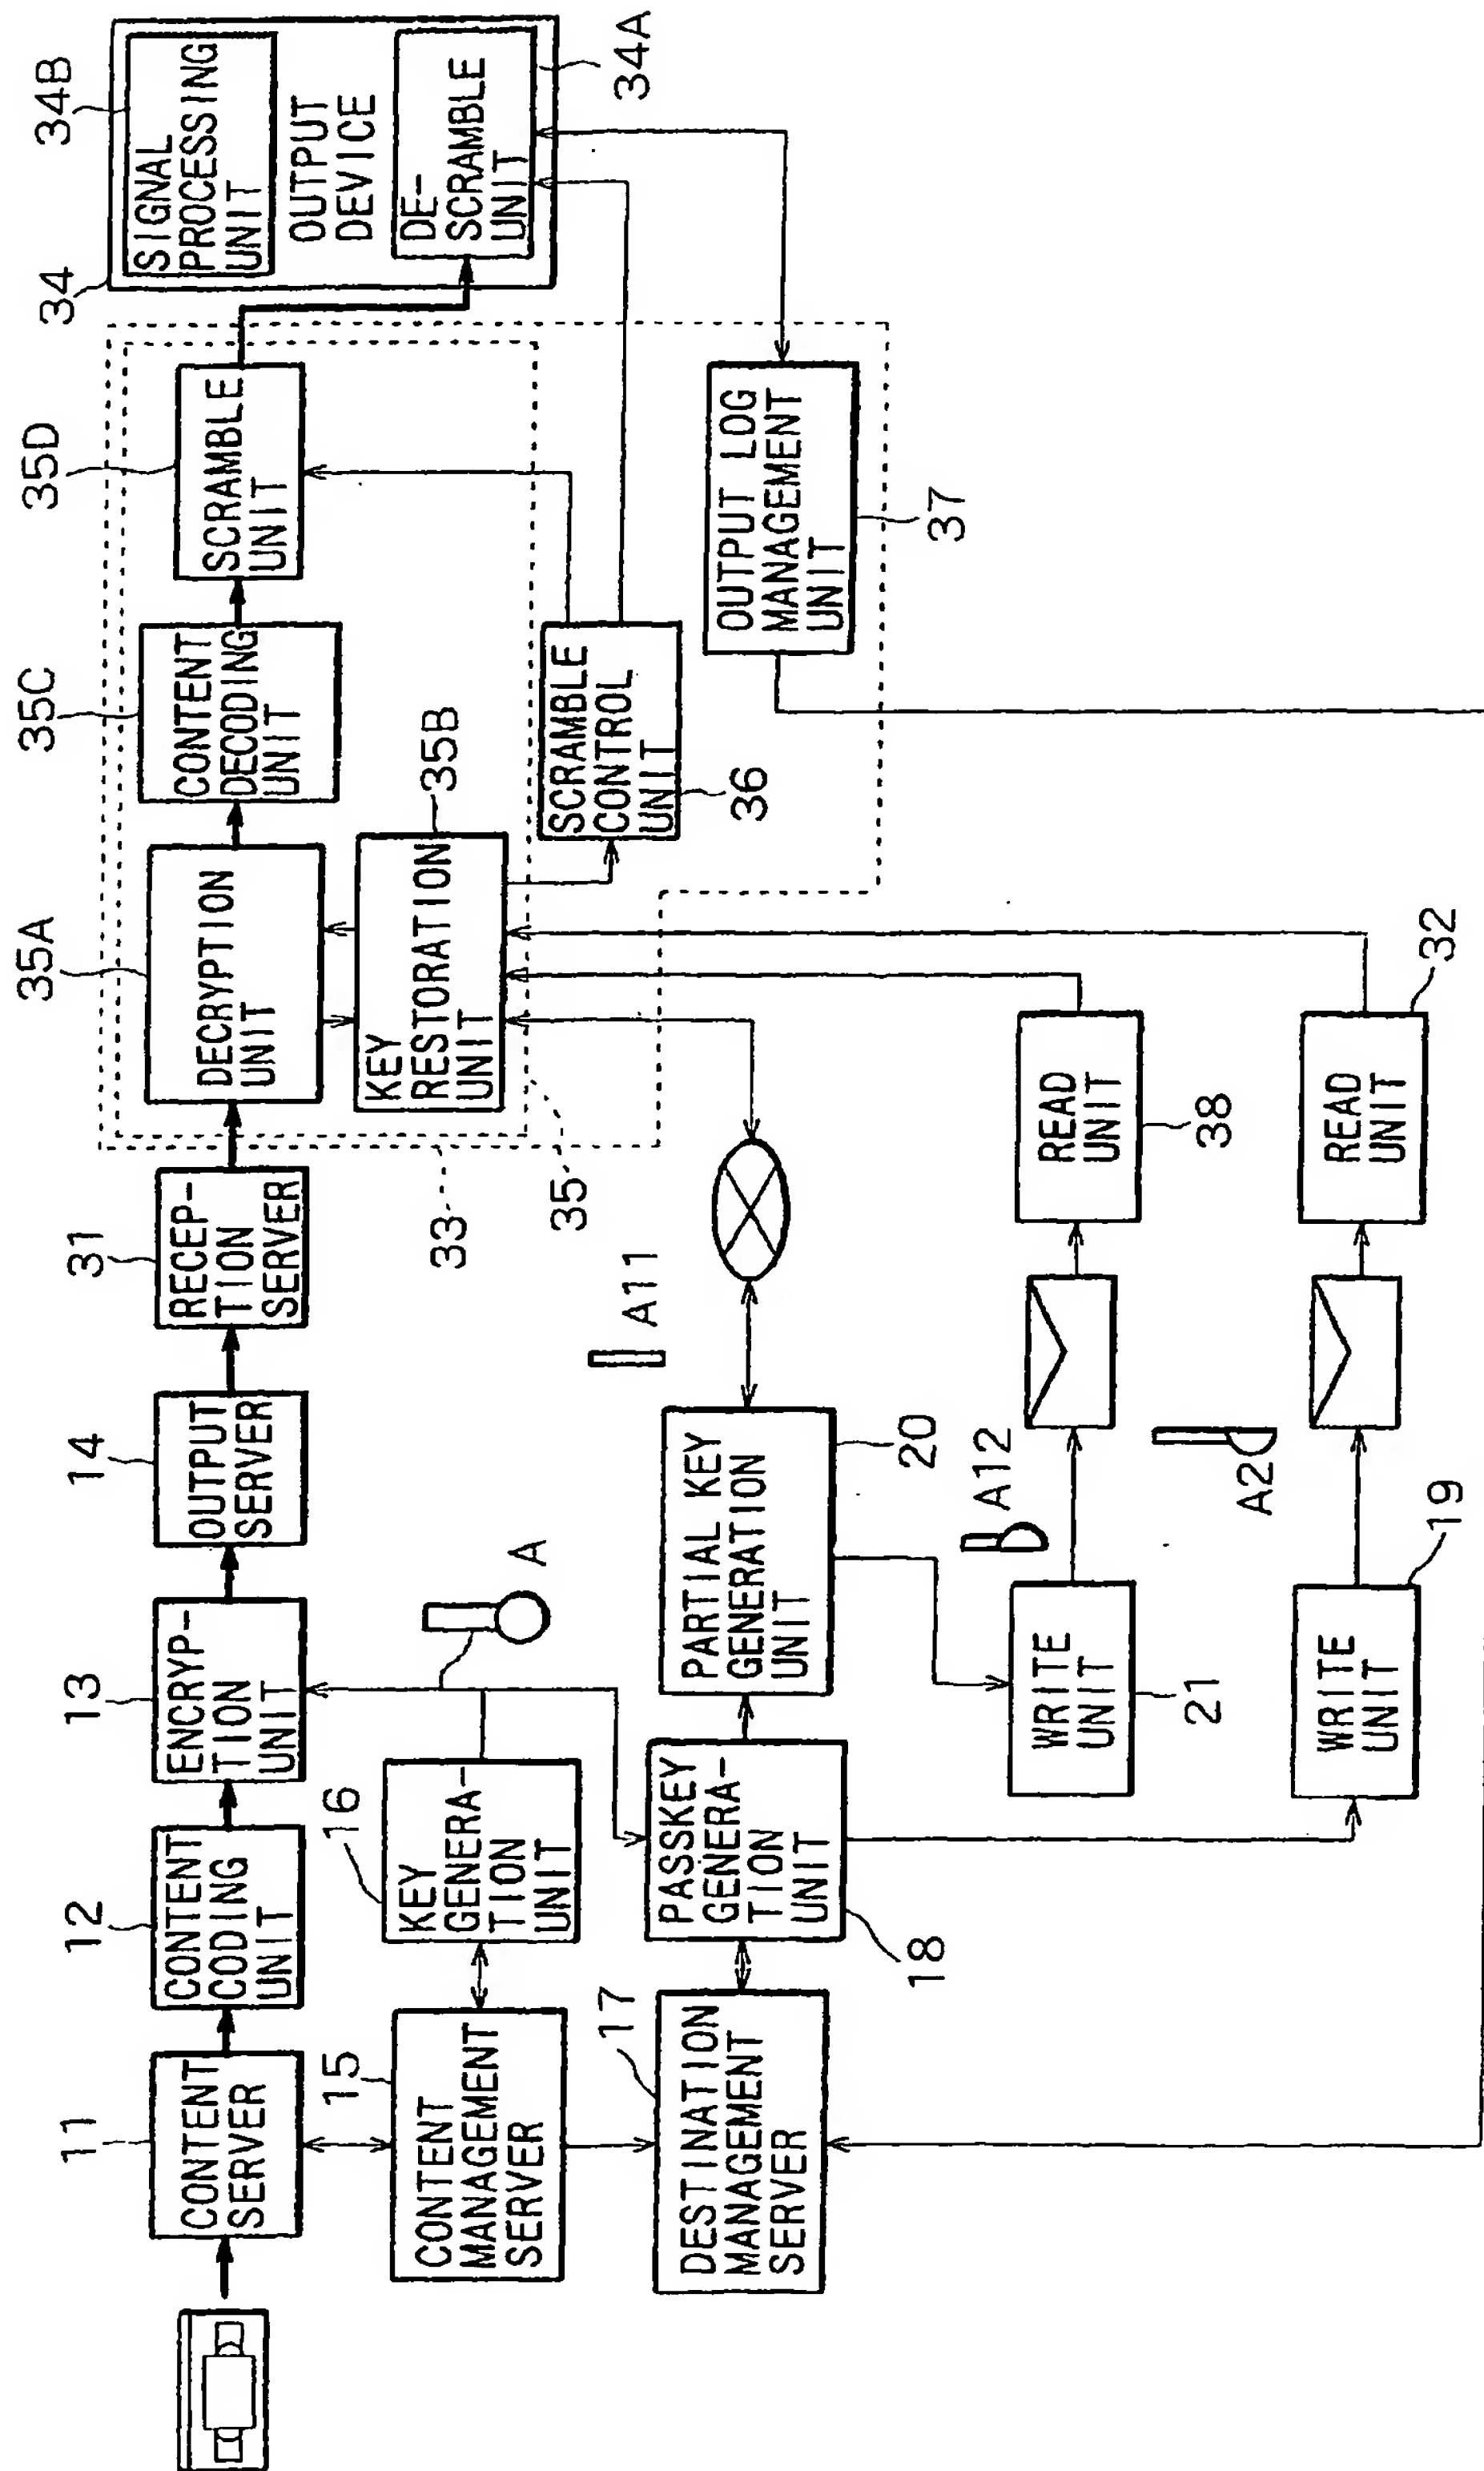 11
CONTENT
SERVER
12
CONTENT
CODING
UNIT
13
ENCRYP-
TION
UNIT
14
OUTPUT
SERVER
31
RECEP-
TION
SERVER
35A
DECRYPTION
UNIT
35C
CONTENT
DECODING
UNIT
35D
SCRAMBLE
UNIT
34
34B
SIGNAL
PROCESSING
UNIT
OUTPUT
DEVICE
DE-
SCRAMBLE
UNIT
34A
15
CONTENT
MANAGEMENT
SERVER
16
KEY
GENERA-
TION
UNIT
A
33
35
KEY
RESTORATION
UNIT
35B
SCRAMBLE
CONTROL
UNIT
36
OUTPUT LOG
MANAGEMENT
UNIT
37
17
DESTINATION
MANAGEMENT
SERVER
PASSKEY
GENERA-
TION
UNIT
18
PARTIAL KEY
GENERATION
UNIT
20
A11
WRITE
UNIT
21
A12
READ
UNIT
38
WRITE
UNIT
19
A2
READ
UNIT
32